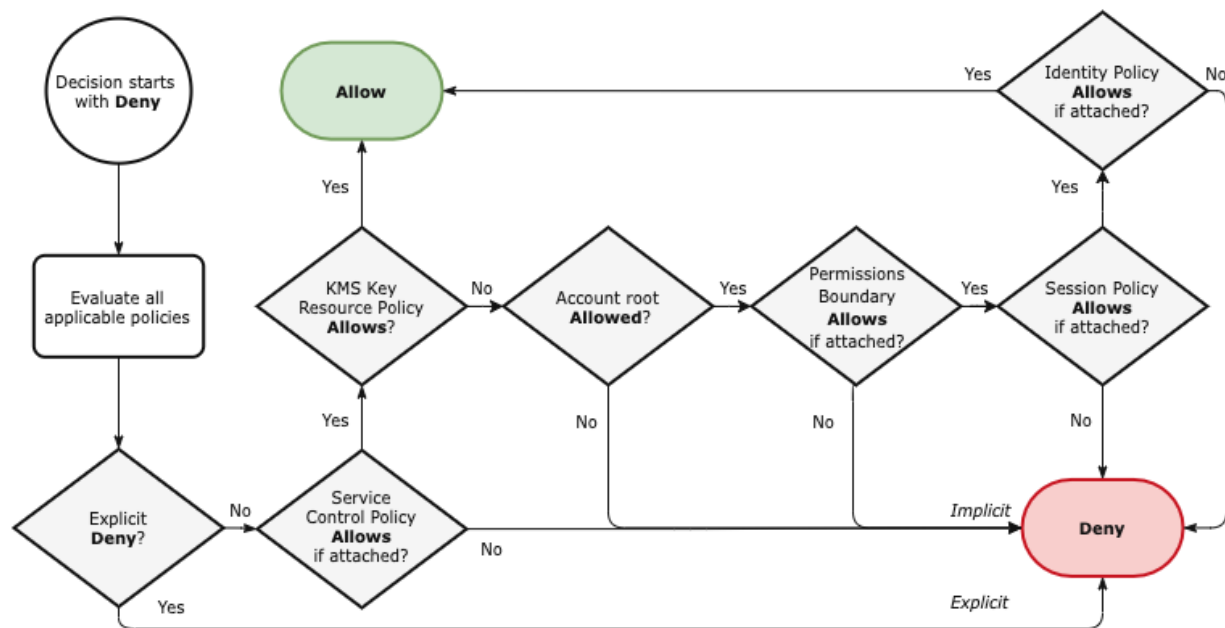 Decision starts
with Deny
Evaluate all
applicable policies
Explicit
Deny?
No
Yes
Service
Control Policy
Allows
if attached?
Yes
No
KMS Key
Resource Policy
Allows?
Yes
No
Allow
Account root
Allowed?
Yes
No
Permissions
Boundary
Allows
if attached?
Yes
No
Session Policy
Allows
if attached?
Yes
No
Identity Policy
Allows
if attached?
Yes
No
Implicit
Explicit
Deny